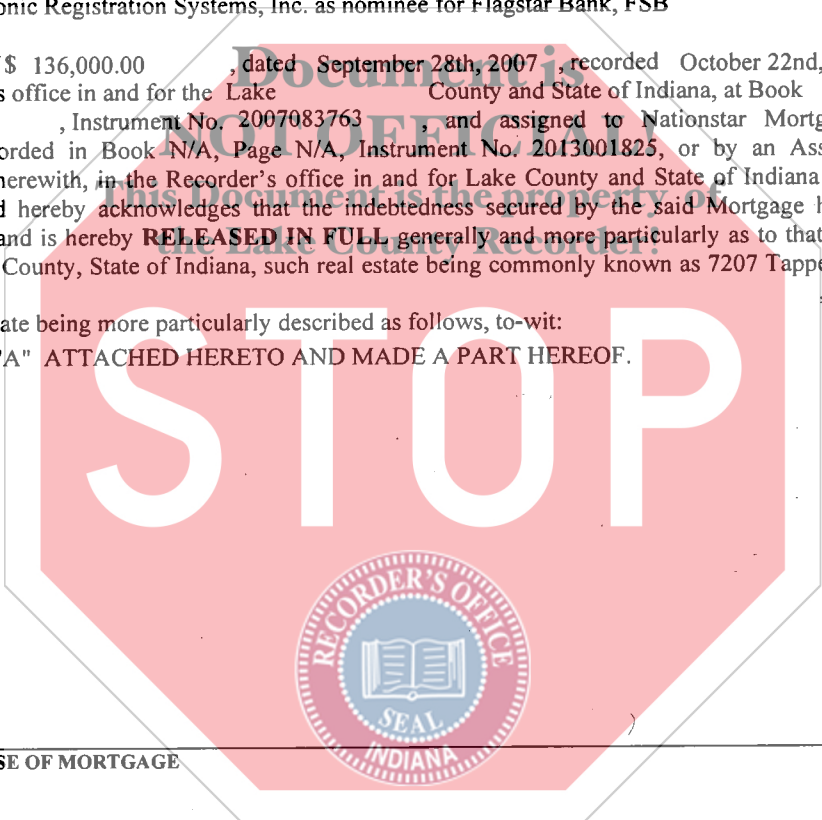 onic Registration Systems, Inc. as nominee for Flagstar Bank, FSB
$ 136,000.00 , dated September 28th, 2007 , recorded October 22nd,
s office in and for the Lake County and State of Indiana, at Book
, Instrument No. 2007083763 , and assigned to Nationstar Mortg
orded in Book N/A, Page N/A, Instrument No. 2013001825, or by an Ass
herewith, in the Recorder's office in and for Lake County and State of Indiana
d hereby acknowledges that the indebtedness secured by the said Mortgage h
and is hereby RELEASED IN FULL generally and more particularly as to that
County, State of Indiana, such real estate being commonly known as 7207 Tappe
ate being more particularly described as follows, to-wit:
"A" ATTACHED HERETO AND MADE A PART HEREOF.
Document is
NOT OFFICIAL!
This Document is the property of
the Lake County Recorder!
STOP
RECORDER'S OFFICE
SEAL
INDIANA
SE OF MORTGAGE